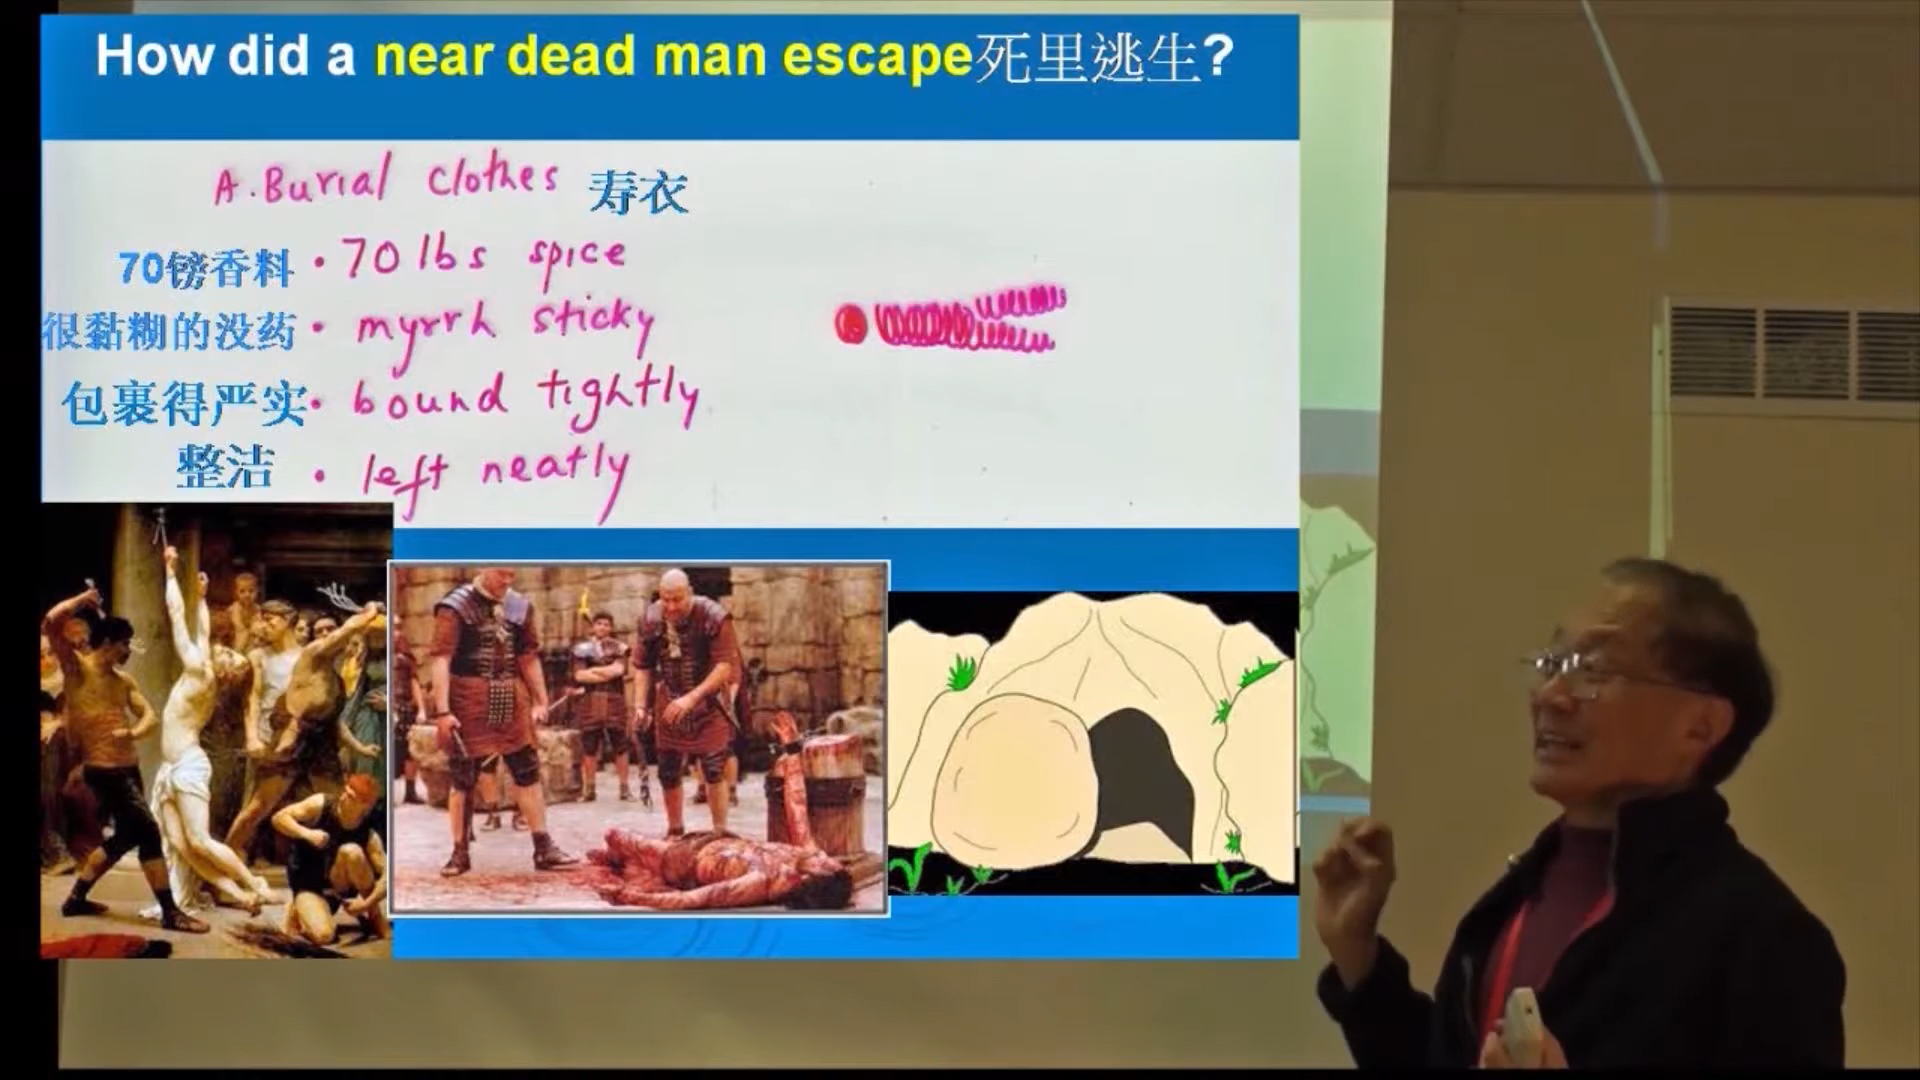 How did a near dead man escape死里逃生?
A. Burial clothes 寿衣
70镑香料 • 70 lbs spice
很黏糊的没药 • myrrh sticky
包裹得严实 • bound tightly
整洁 • left neatly